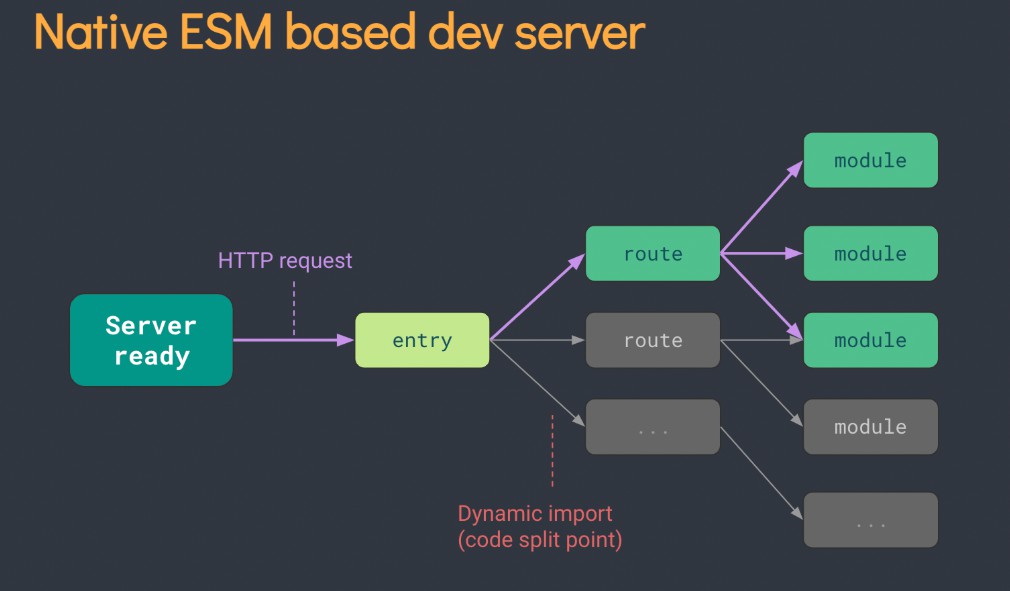 Native ESM based dev server
HTTP request
Server
ready
entry
route
route
...
module
module
module
module
...
Dynamic import
(code split point)